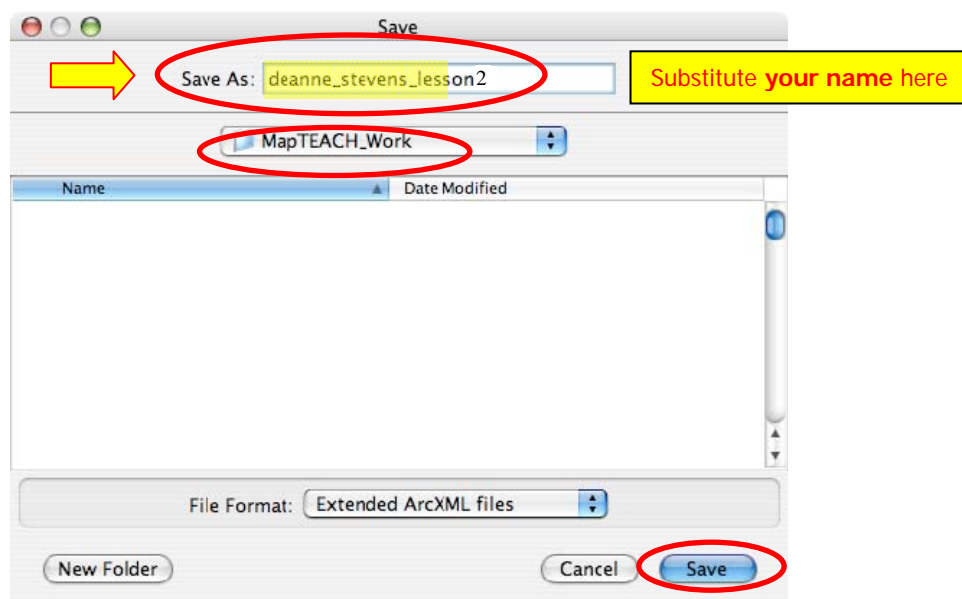 Save
Save As: deanne_stevens_lesson2
Substitute your name here
MapTEACH_Work
Name Date Modified
File Format: Extended ArcXML files
New Folder Cancel Save